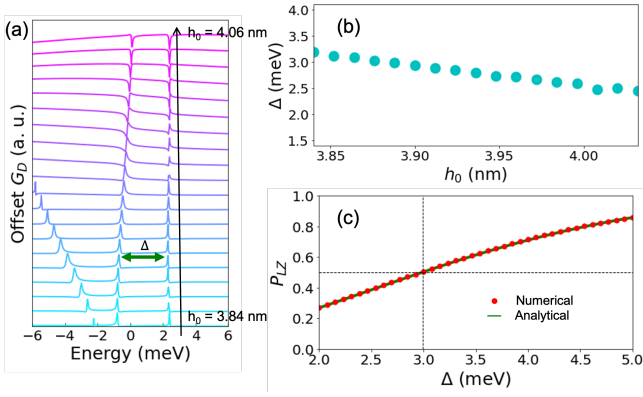 (a)
h₀ = 4.06 nm
Offset G_D (a. u.)
Δ
h₀ = 3.84 nm
−6 −4 −2 0 2 4 6
Energy (meV)
(b)
4.0
3.5
3.0
2.5
2.0
1.5
Δ (meV)
3.85 3.90 3.95 4.00
h₀ (nm)
(c)
1.0
0.8
0.6
0.4
0.2
0.0
P_LZ
Numerical
Analytical
2.0 2.5 3.0 3.5 4.0 4.5 5.0
Δ (meV)